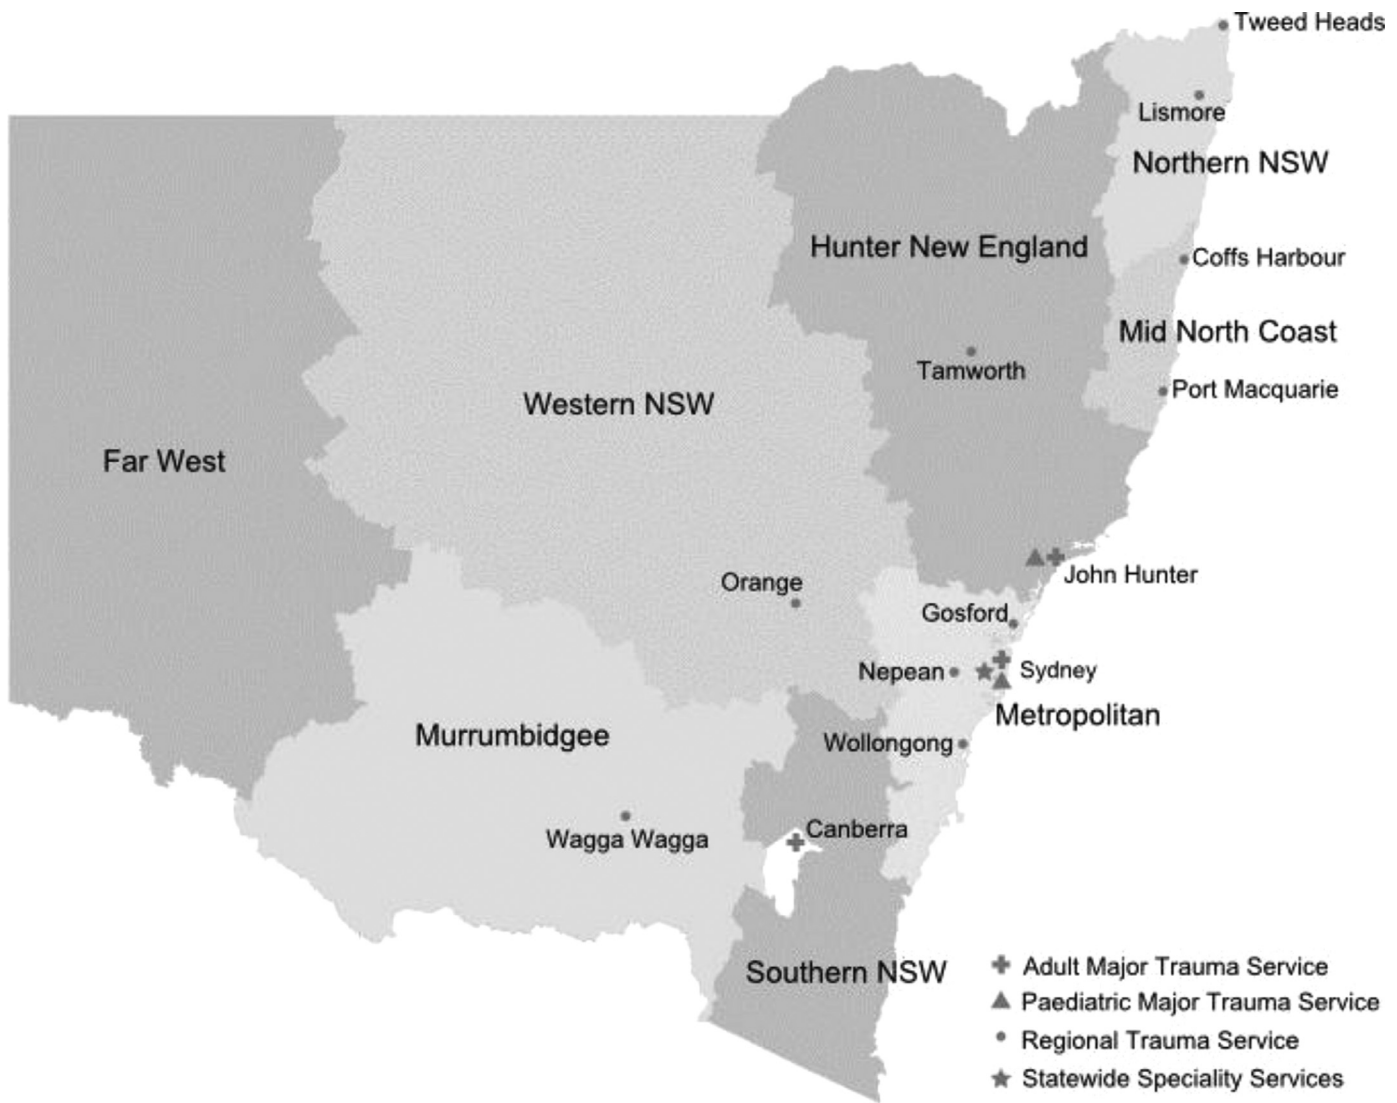 Tweed Heads
Lismore
Northern NSW
Hunter New England
Coffs Harbour
Mid North Coast
Tamworth
Port Macquarie
Western NSW
Far West
John Hunter
Orange
Gosford
Nepean
Sydney
Metropolitan
Murrumbidgee
Wollongong
Canberra
Wagga Wagga
Southern NSW
Adult Major Trauma Service
Paediatric Major Trauma Service
Regional Trauma Service
Statewide Speciality Services